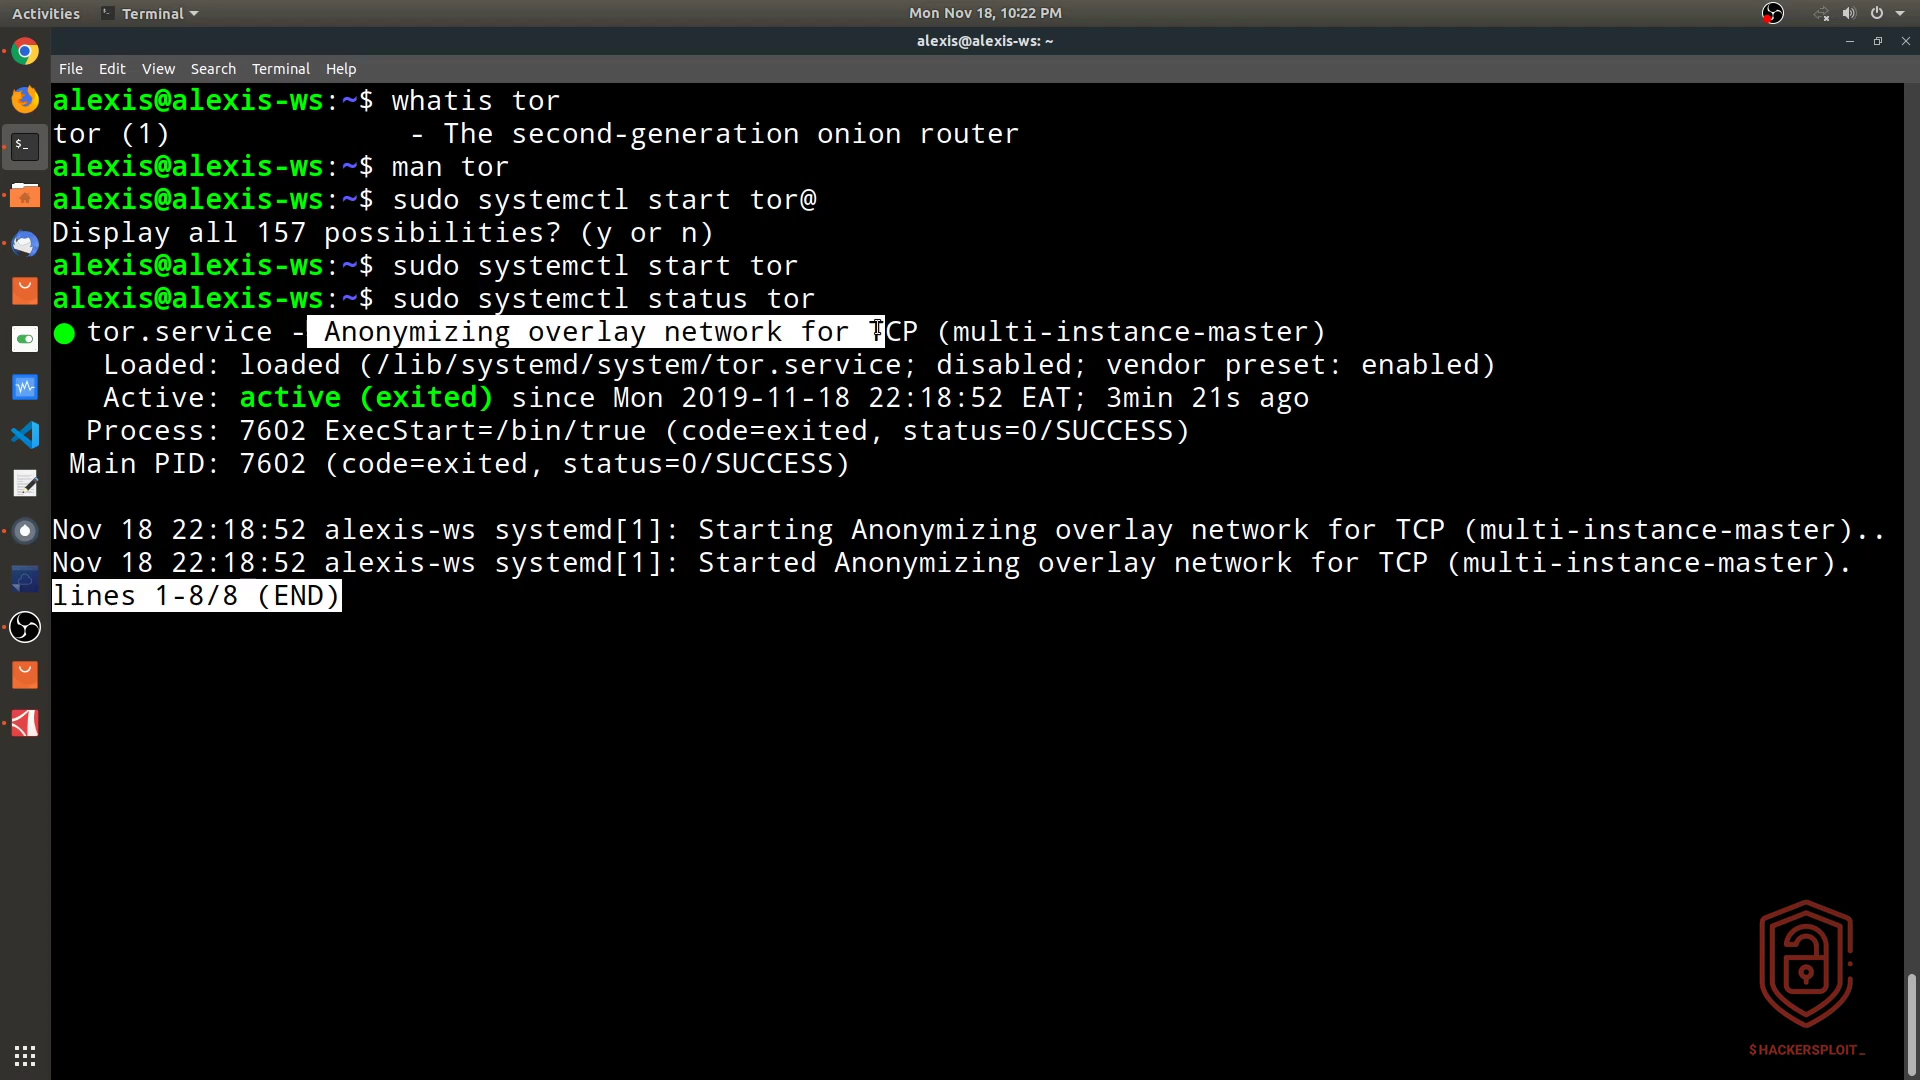 Activities Terminal Mon Nov 18, 10:22 PM
alexis@alexis-ws: ~
File Edit View Search Terminal Help
alexis@alexis-ws:~$ whatis tor
tor (1)              - The second-generation onion router
alexis@alexis-ws:~$ man tor
alexis@alexis-ws:~$ sudo systemctl start tor@
Display all 157 possibilities? (y or n)
alexis@alexis-ws:~$ sudo systemctl start tor
alexis@alexis-ws:~$ sudo systemctl status tor
● tor.service - Anonymizing overlay network for TCP (multi-instance-master)
   Loaded: loaded (/lib/systemd/system/tor.service; disabled; vendor preset: enabled)
   Active: active (exited) since Mon 2019-11-18 22:18:52 EAT; 3min 21s ago
  Process: 7602 ExecStart=/bin/true (code=exited, status=0/SUCCESS)
 Main PID: 7602 (code=exited, status=0/SUCCESS)
Nov 18 22:18:52 alexis-ws systemd[1]: Starting Anonymizing overlay network for TCP (multi-instance-master)..
Nov 18 22:18:52 alexis-ws systemd[1]: Started Anonymizing overlay network for TCP (multi-instance-master).
lines 1-8/8 (END)
$HACKERSPLOIT_